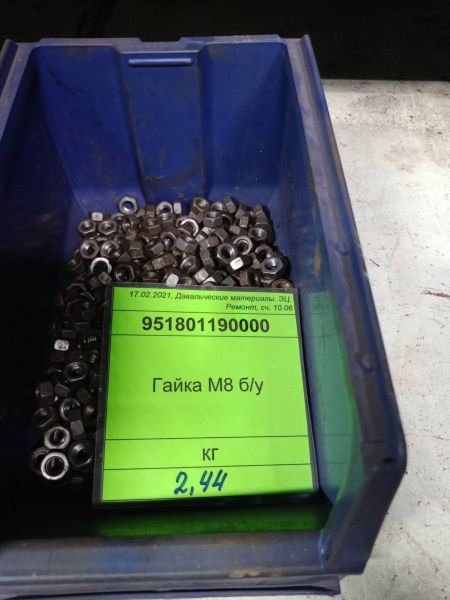 17.02.2021, Давальческие материалы, ЭЦ,
Ремонт, сч. 10.06
951801190000
Гайка М8 б/у
кг
2,44